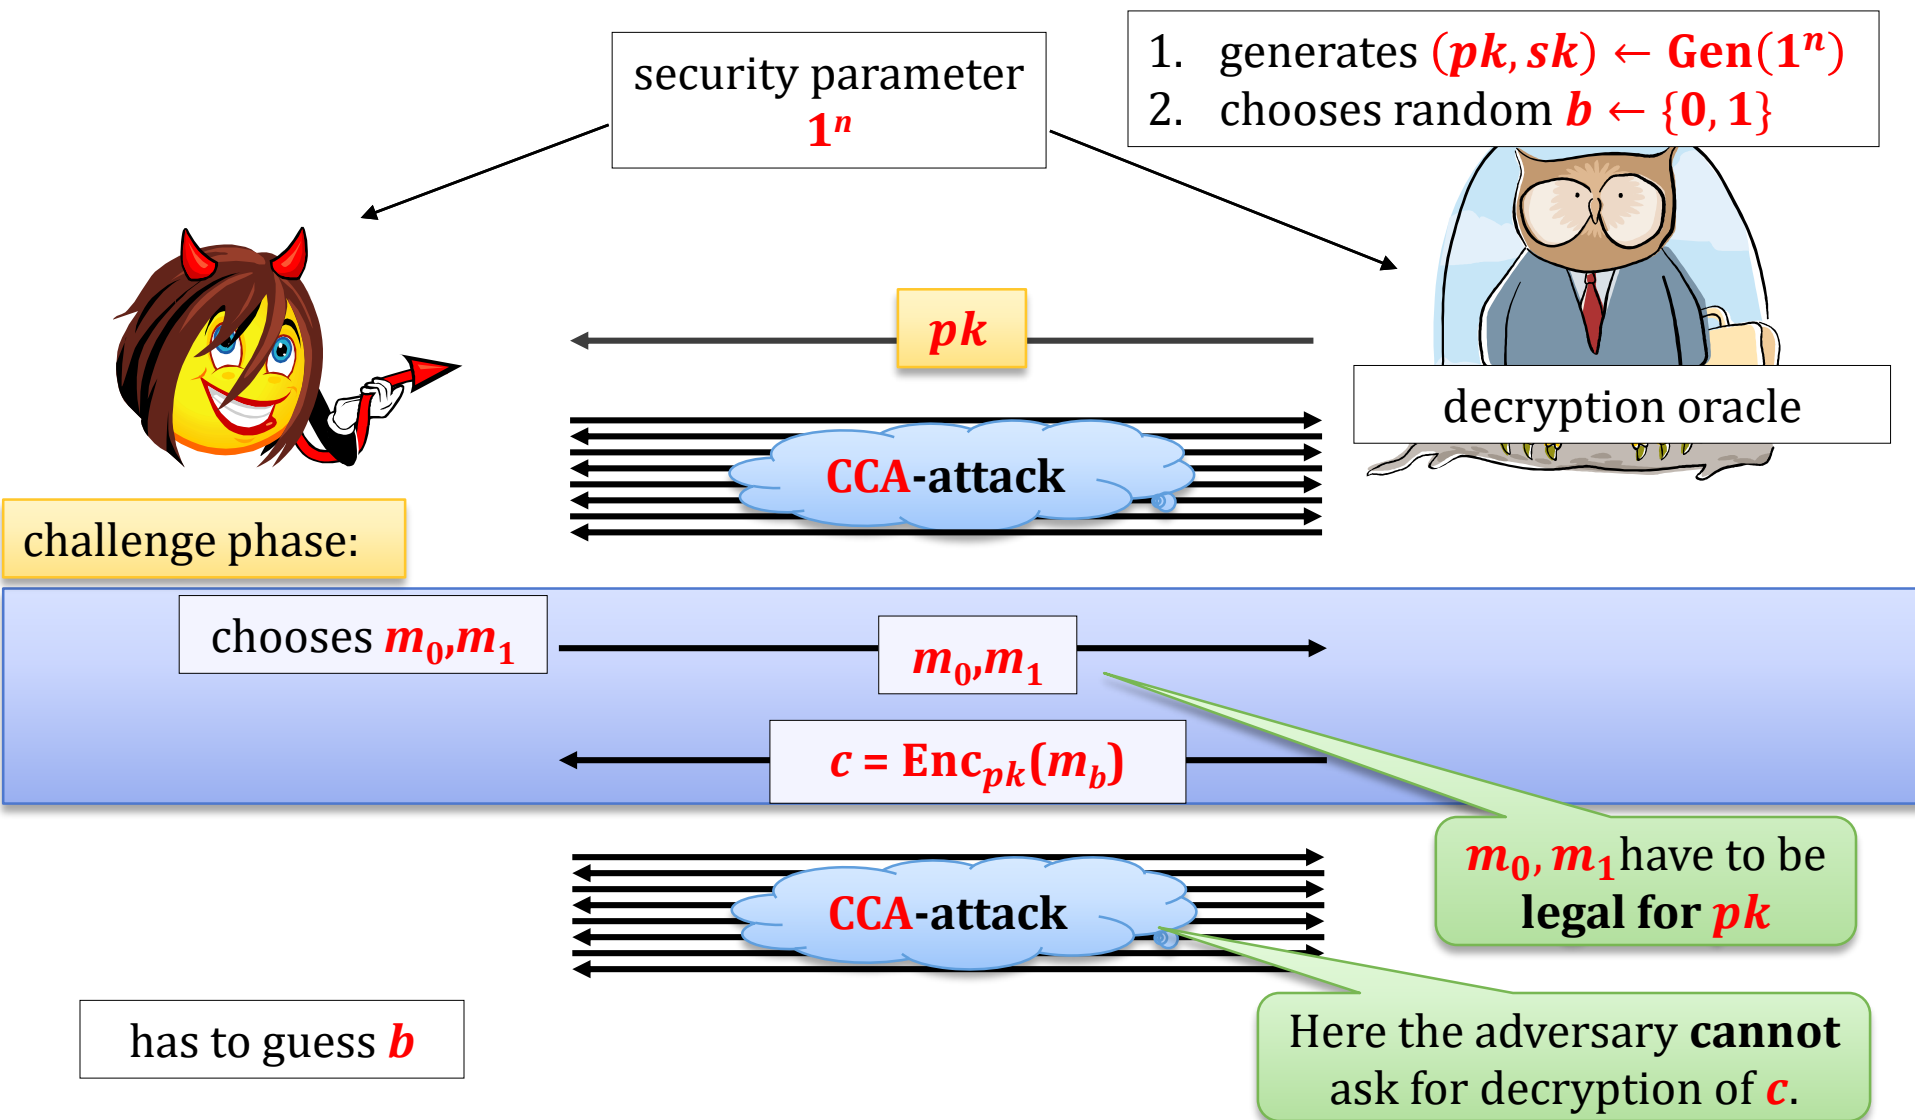 security parameter
1ⁿ
1. generates (pk, sk) ← Gen(1ⁿ)
2. chooses random b ← {0, 1}
pk
decryption oracle
CCA-attack
challenge phase:
chooses m₀,m₁
m₀,m₁
c = Enc_pk(m_b)
m₀, m₁ have to be
legal for pk
CCA-attack
Here the adversary cannot
ask for decryption of c.
has to guess b